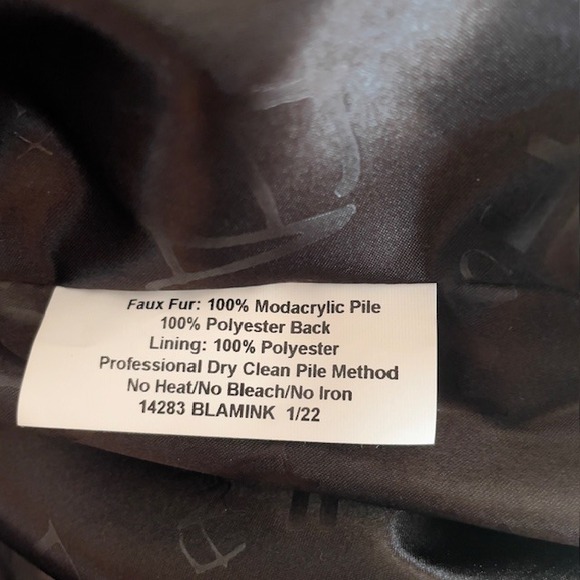 Faux Fur: 100% Modacrylic Pile
100% Polyester Back
Lining: 100% Polyester
Professional Dry Clean Pile Method
No Heat/No Bleach/No Iron
14283 BLAMINK 1/22